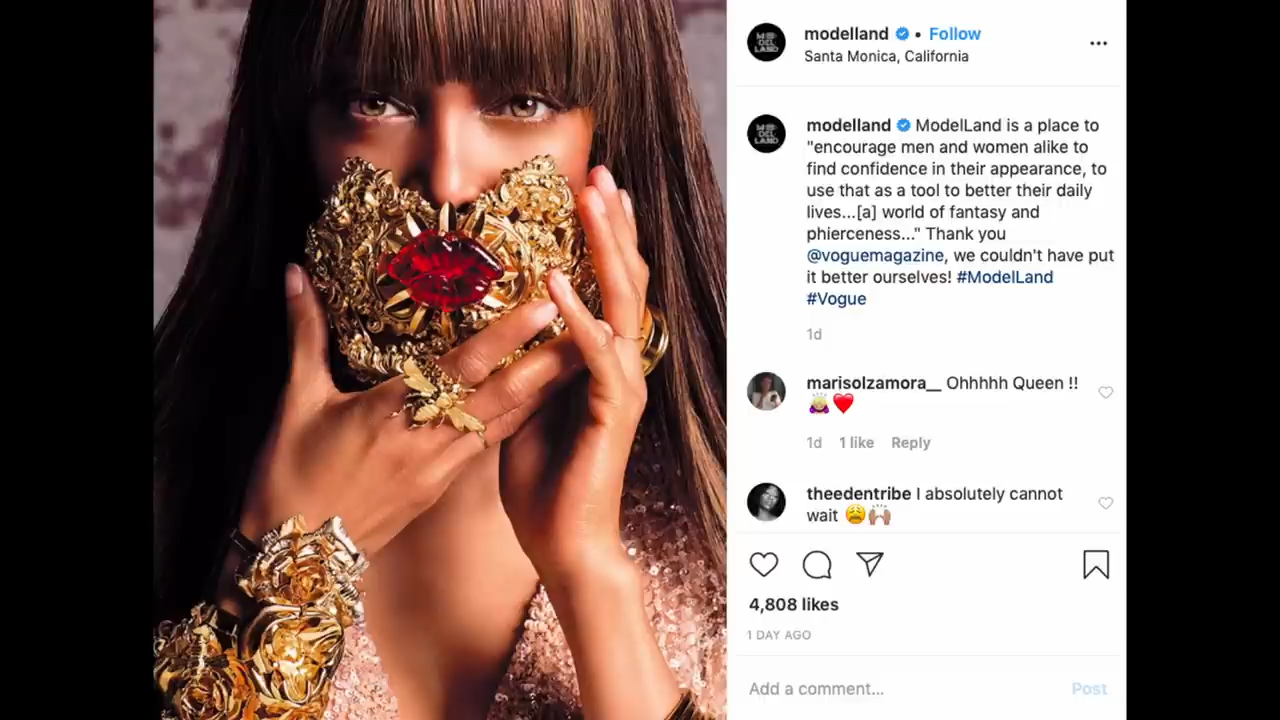 modelland • Follow
Santa Monica, California
modelland ModelLand is a place to
"encourage men and women alike to
find confidence in their appearance, to
use that as a tool to better their daily
lives...[a] world of fantasy and
phierceness..." Thank you
@voguemagazine, we couldn't have put
it better ourselves! #ModelLand
#Vogue
1d
marisolzamora__ Ohhhhh Queen !!
1d 1 like Reply
theedentribe I absolutely cannot
wait
4,808 likes
1 DAY AGO
Add a comment... Post